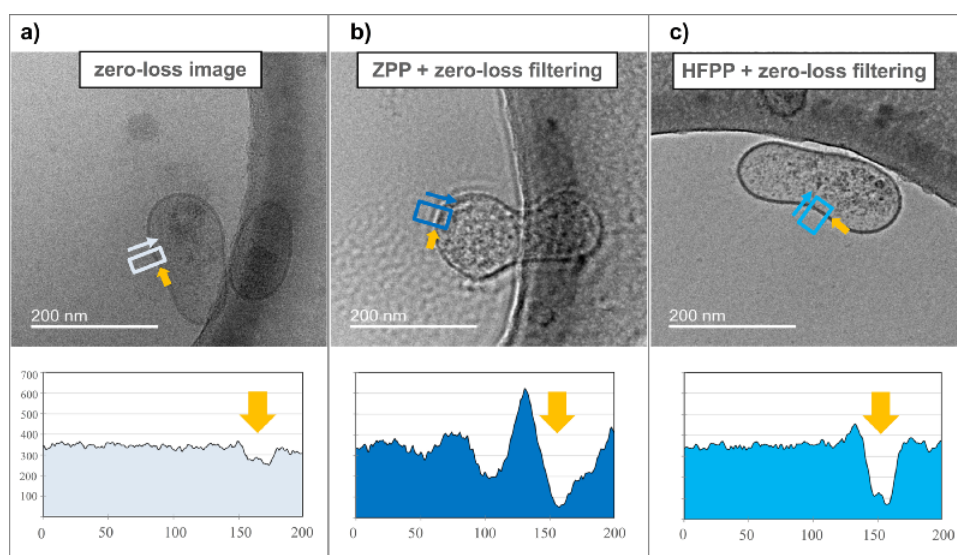 a)
zero-loss image
200 nm
b)
ZPP + zero-loss filtering
200 nm
c)
HFPP + zero-loss filtering
200 nm
700
600
500
400
300
200
100
0
50
100
150
200
0
50
100
150
200
0
50
100
150
200